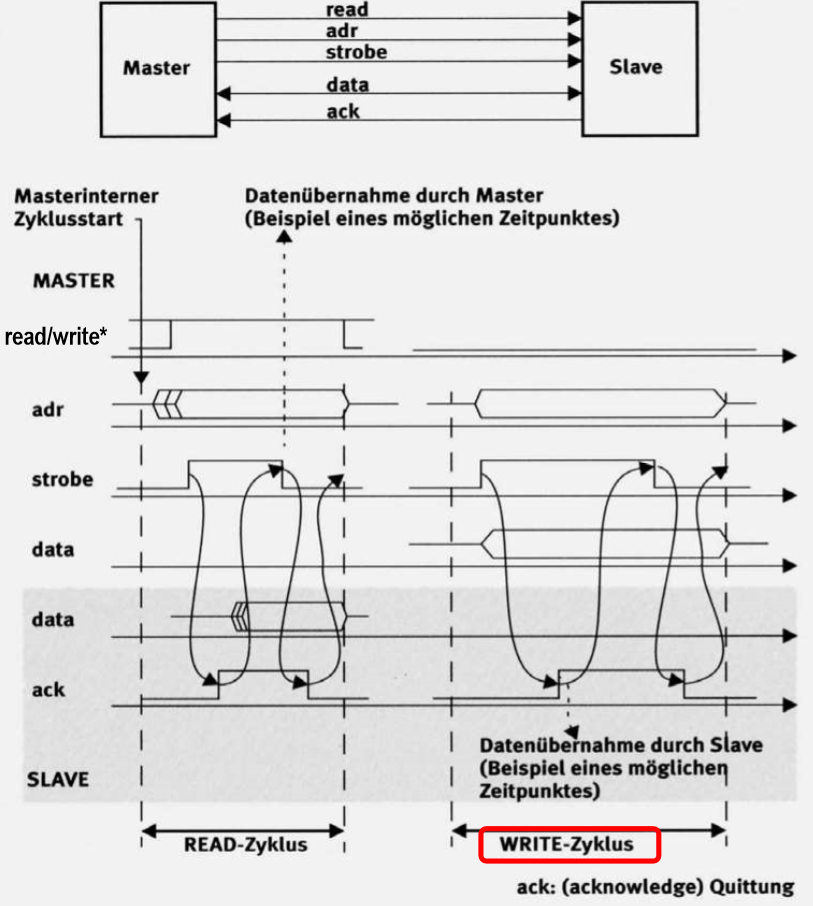 read
adr
strobe
Master
Slave
data
ack
Masterinterner
Zyklusstart
Datenübernahme durch Master
(Beispiel eines möglichen Zeitpunktes)
MASTER
read/write*
adr
strobe
data
data
ack
Datenübernahme durch Slave
(Beispiel eines möglichen
Zeitpunktes)
SLAVE
READ-Zyklus
WRITE-Zyklus
ack: (acknowledge) Quittung